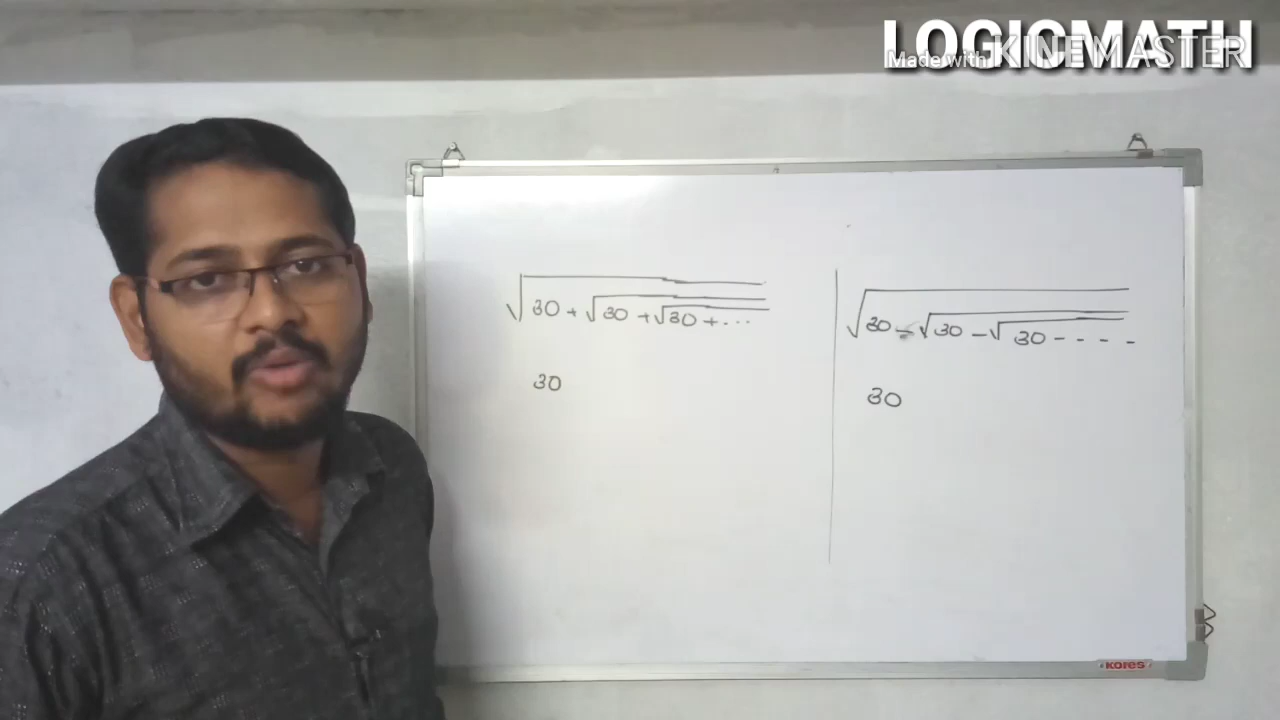 LOGICMATH
Made with KINEMASTER
√30 + √30 + √30 + ...
30
√30 - √30 - √30 - - - -
30
KORES